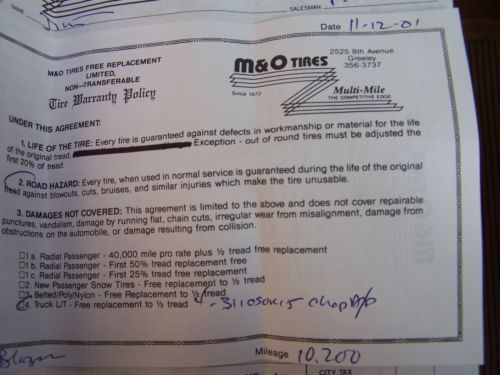 NAME
SALESMAN
Date 11-12-01
M&O TIRES FREE REPLACEMENT
LIMITED,
NON-TRANSFERABLE
Tire Warranty Policy
M&O TIRES
Since 1972
2525 8th Avenue
Greeley
356-3737
Multi-Mile
THE COMPETITIVE EDGE
UNDER THIS AGREEMENT:
1. LIFE OF THE TIRE: Every tire is guaranteed against defects in workmanship or material for the life
of the original tread. Exception - out of round tires must be adjusted the
first 20% of tread.
2. ROAD HAZARD: Every tire, when used in normal service is guaranteed during the life of the original
tread against blowouts, cuts, bruises, and similar injuries which make the tire unusable.
3. DAMAGES NOT COVERED: This agreement is limited to the above and does not cover repairable
punctures, vandalism, damage by running flat, chain cuts, irregular wear from misalignment, damage from
obstructions on the automobile, or damage resulting from collision.
□1a. Radial Passenger - 40,000 mile pro rata plus ½ tread free replacement
□1b. Radial Passenger - First 50% tread replacement free
□1c. Radial Passenger - First 25% tread free replacement
□2. New Passenger Snow Tires - Free Replacement to ½ tread
□3. Belted/Poly/Nylon - Free Replacement to ½ tread
□4. Truck L/T - Free replacement to ½ tread - 311050R15
Blazer
Mileage 10,200
CITY TAX